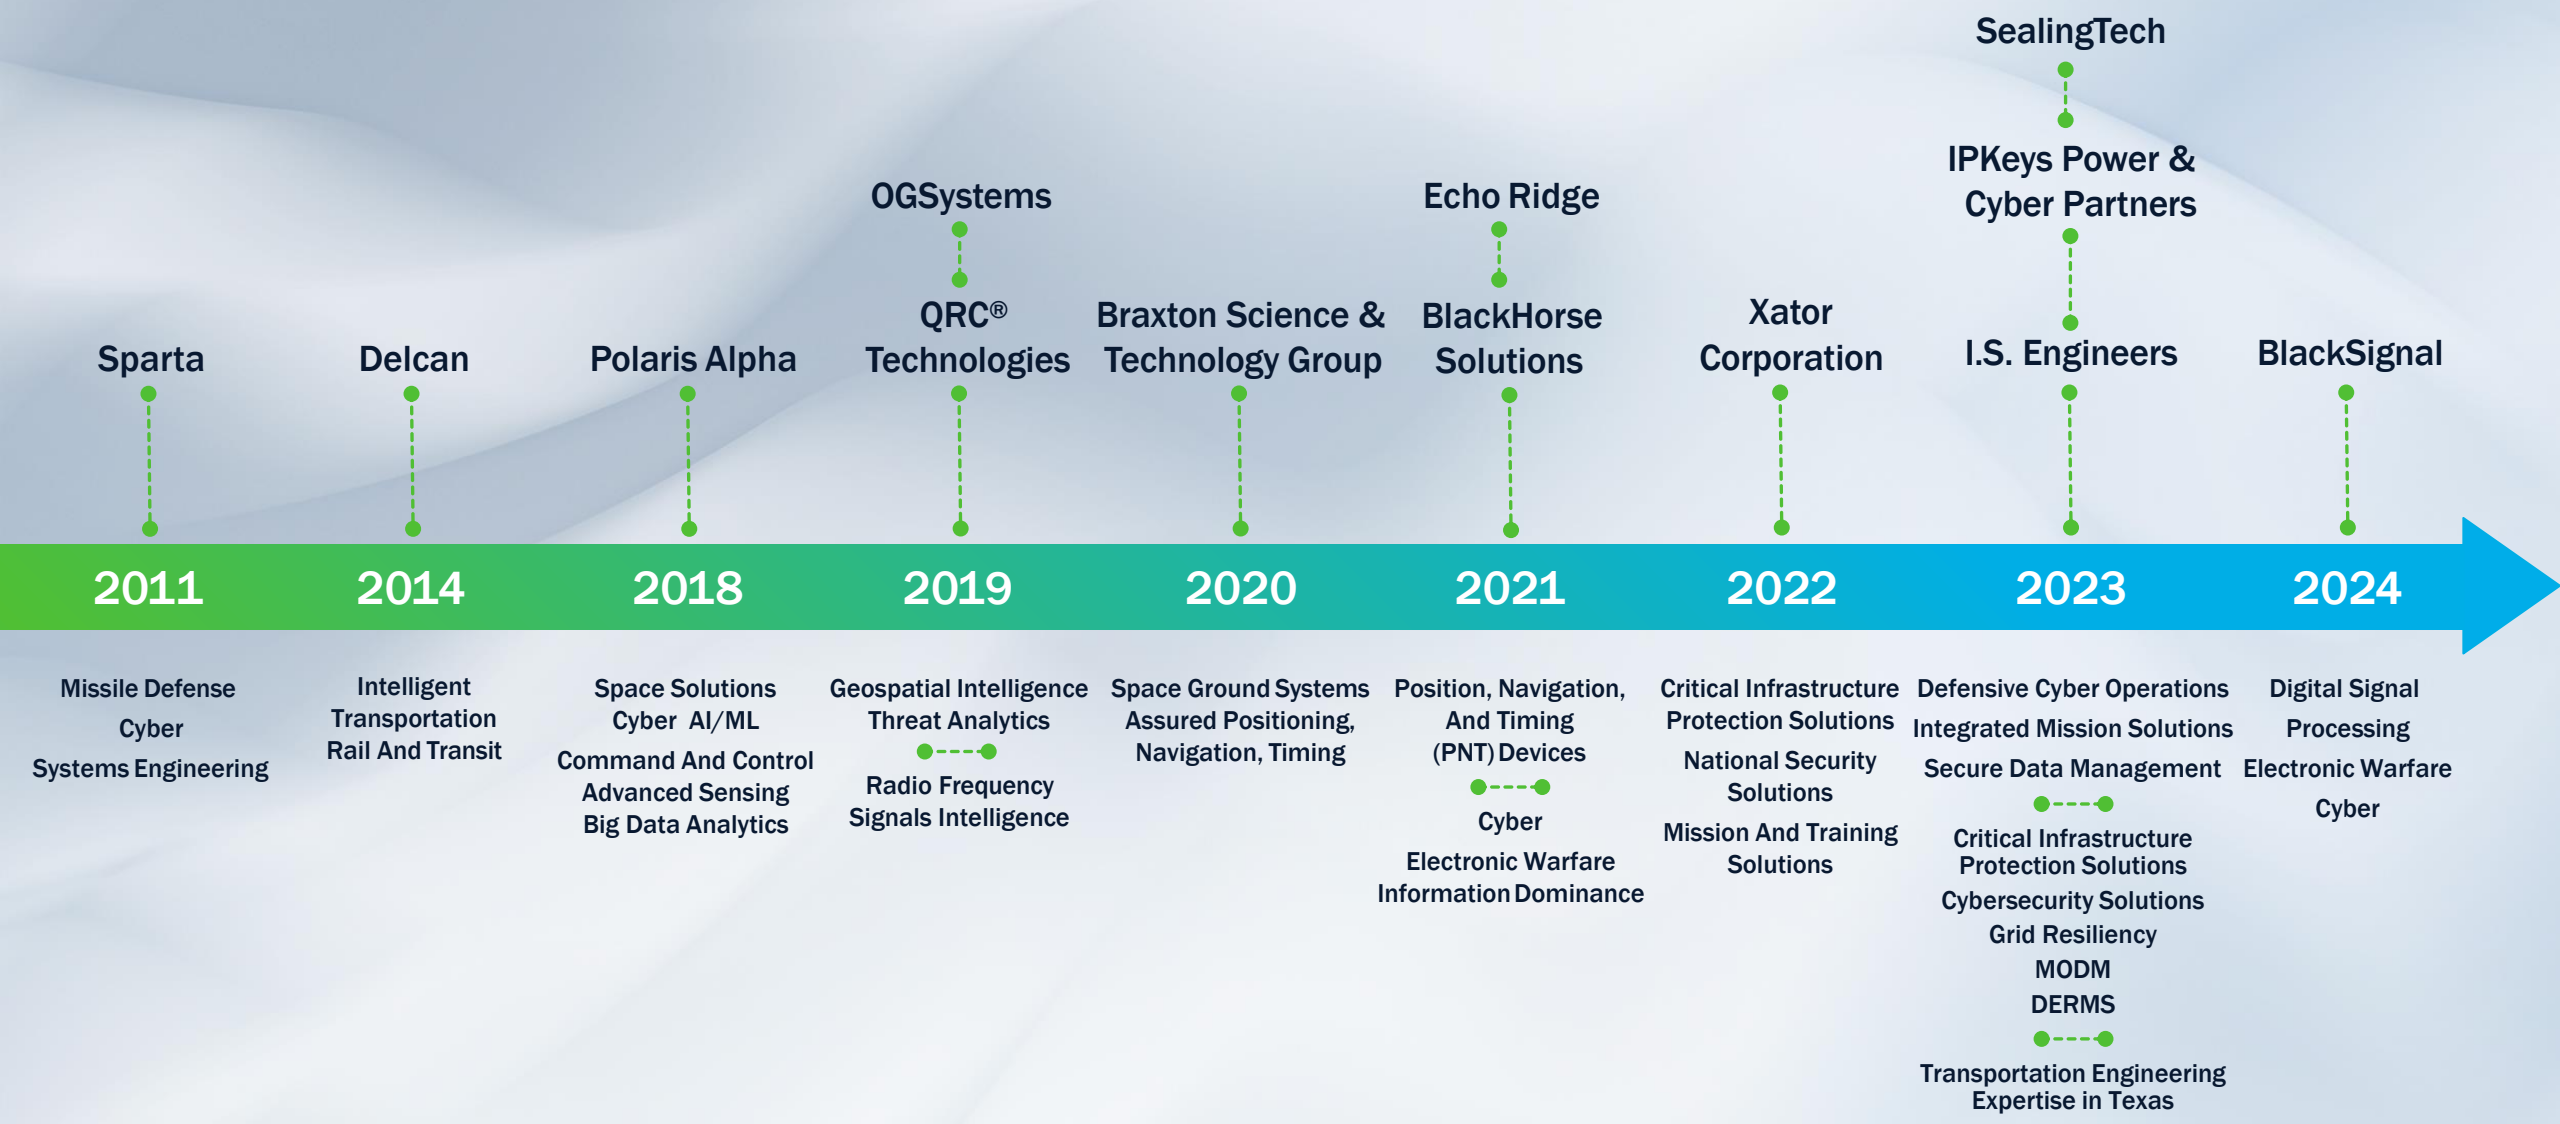 SealingTech
IPKeys Power &
Cyber Partners
OGSystems
Echo Ridge
QRC®
Technologies
Braxton Science &
Technology Group
BlackHorse
Solutions
Xator
Corporation
Sparta
Delcan
Polaris Alpha
I.S. Engineers
BlackSignal
2011
2014
2018
2019
2020
2021
2022
2023
2024
Missile Defense
Cyber
Systems Engineering
Intelligent
Transportation
Rail And Transit
Space Solutions
Cyber AI/ML
Command And Control
Advanced Sensing
Big Data Analytics
Geospatial Intelligence
Threat Analytics
Radio Frequency
Signals Intelligence
Space Ground Systems
Assured Positioning,
Navigation, Timing
Position, Navigation,
And Timing
(PNT) Devices
Cyber
Electronic Warfare
Information Dominance
Critical Infrastructure
Protection Solutions
National Security
Solutions
Mission And Training
Solutions
Defensive Cyber Operations
Integrated Mission Solutions
Secure Data Management
Critical Infrastructure
Protection Solutions
Cybersecurity Solutions
Grid Resiliency
MODM
DERMS
Transportation Engineering
Expertise in Texas
Digital Signal
Processing
Electronic Warfare
Cyber